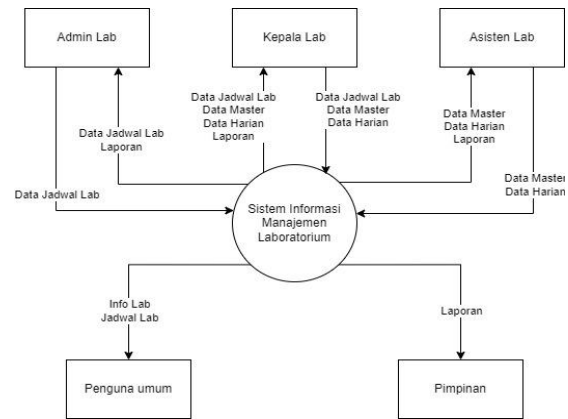 Admin Lab
Kepala Lab
Asisten Lab
Data Jadwal Lab
Data Master
Data Harian
Laporan
Data Jadwal Lab
Data Master
Data Harian
Data Jadwal Lab
Laporan
Data Master
Data Harian
Laporan
Data Jadwal Lab
Data Master
Data Harian
Sistem Informasi
Manajemen
Laboratorium
Info Lab
Jadwal Lab
Laporan
Penguna umum
Pimpinan